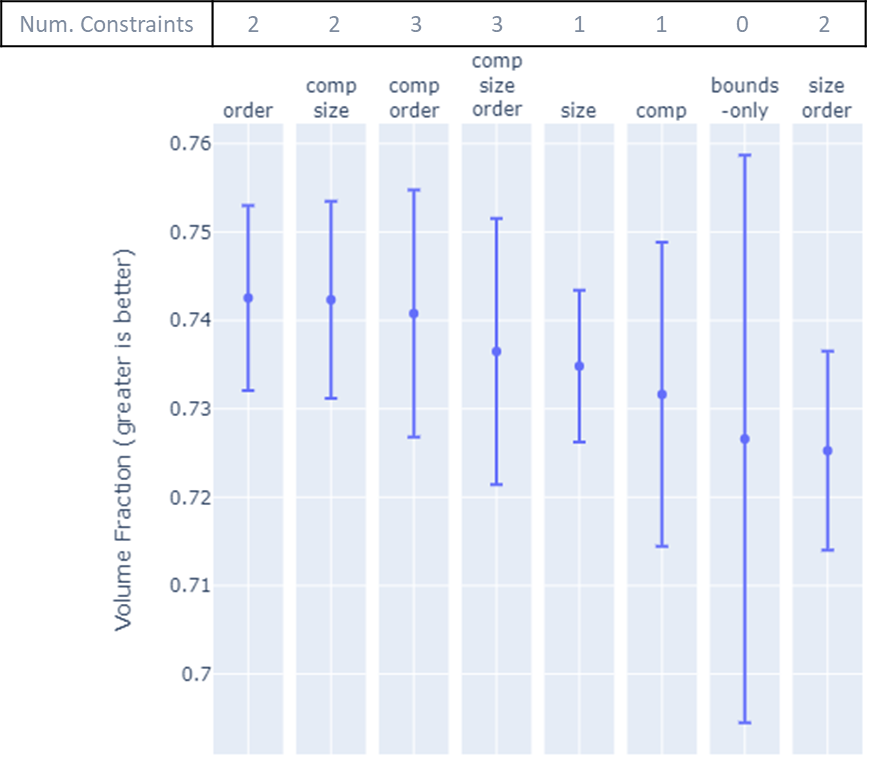 Num. Constraints 2 2 3 3 1 1 0 2
order
comp
size
comp
order
comp
size
order
size
comp
bounds
-only
size
order
Volume Fraction (greater is better)
0.76
0.75
0.74
0.73
0.72
0.71
0.7